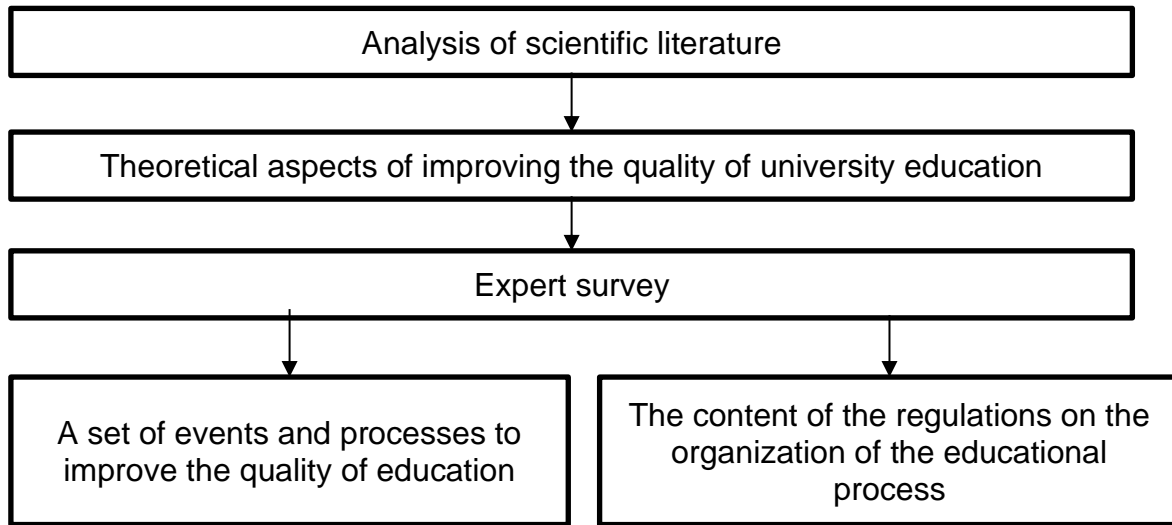 Analysis of scientific literature
Theoretical aspects of improving the quality of university education
Expert survey
A set of events and processes to
improve the quality of education
The content of the regulations on the
organization of the educational
process